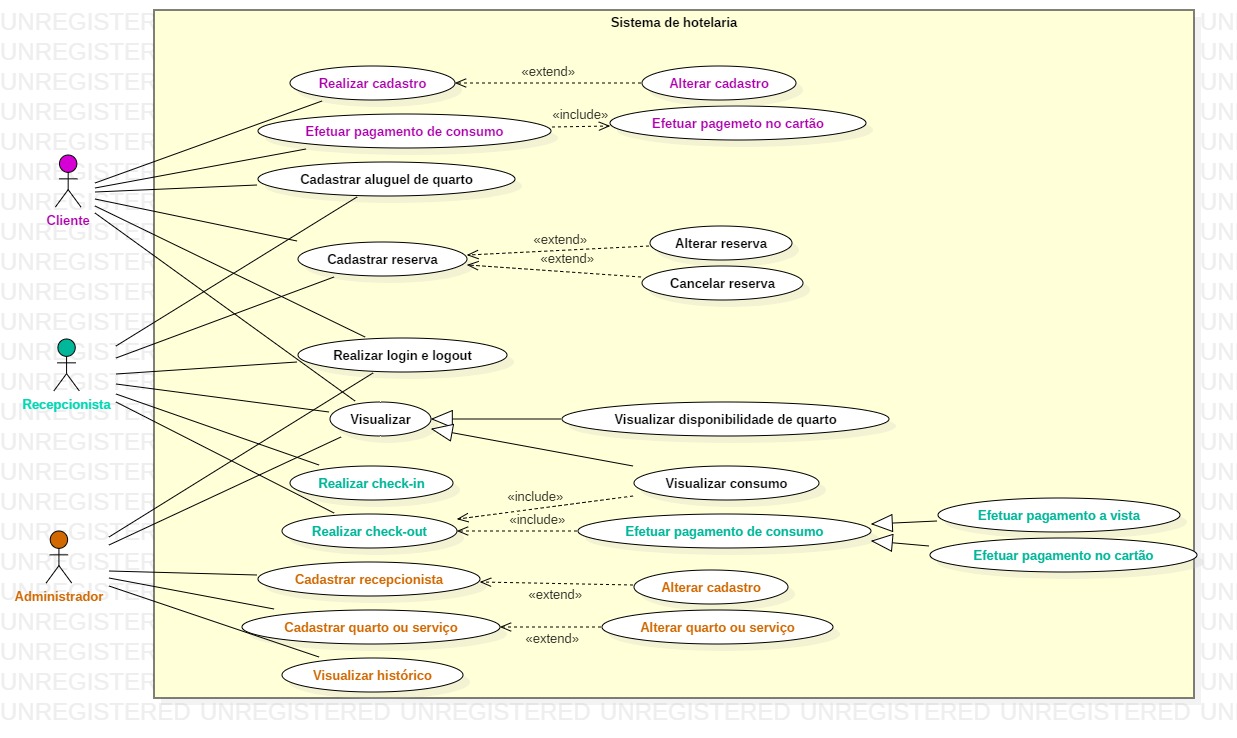 Sistema de hotelaria
Realizar cadastro
«extend»
Alterar cadastro
Efetuar pagamento de consumo
«include»
Efetuar pagemeto no cartão
Cadastrar aluguel de quarto
Cliente
Cadastrar reserva
«extend»
Alterar reserva
«extend»
Cancelar reserva
Realizar login e logout
Recepcionista
Visualizar
Visualizar disponibilidade de quarto
Realizar check-in
Visualizar consumo
«include»
Realizar check-out
«include»
Efetuar pagamento de consumo
Efetuar pagamento a vista
Efetuar pagamento no cartão
Administrador
Cadastrar recepcionista
«extend»
Alterar cadastro
Cadastrar quarto ou serviço
«extend»
Alterar quarto ou serviço
Visualizar histórico
UNREGISTERED UNREGISTERED UNREGISTERED UNREGISTERED UNREGISTERED UNREGISTERED UN